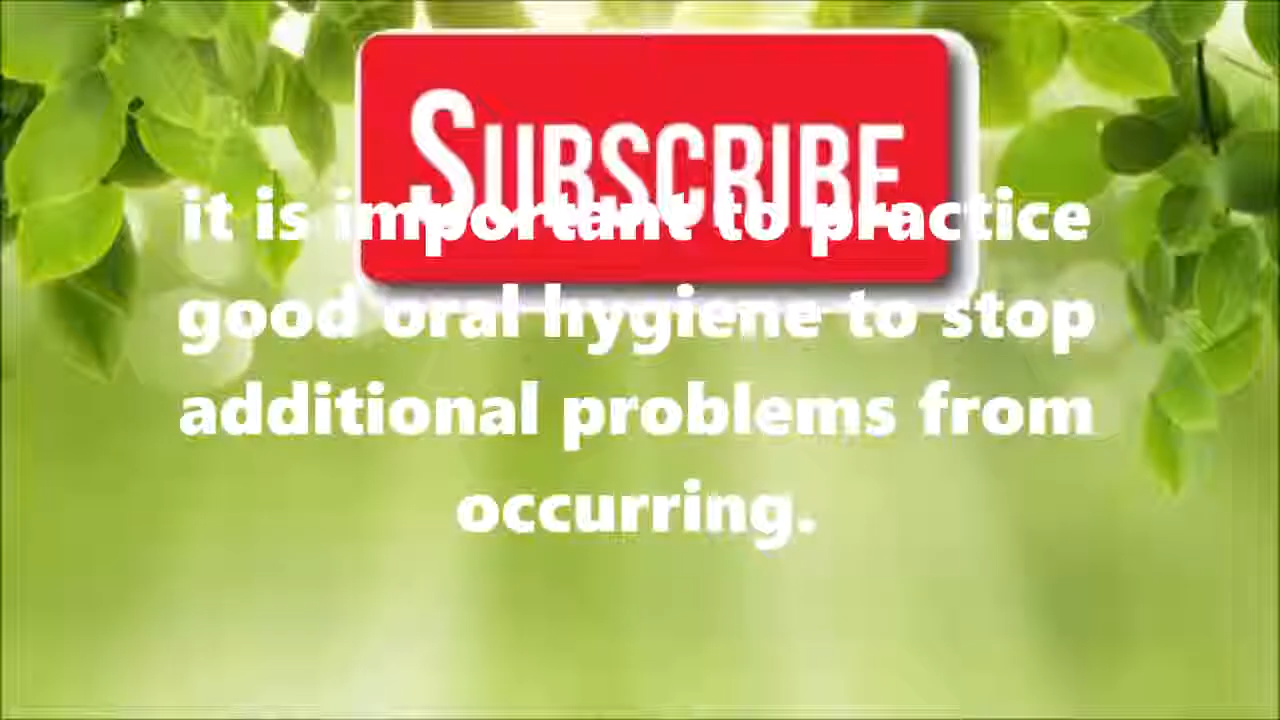 SUBSCRIBE
it is important to practice
good oral hygiene to stop
additional problems from
occurring.